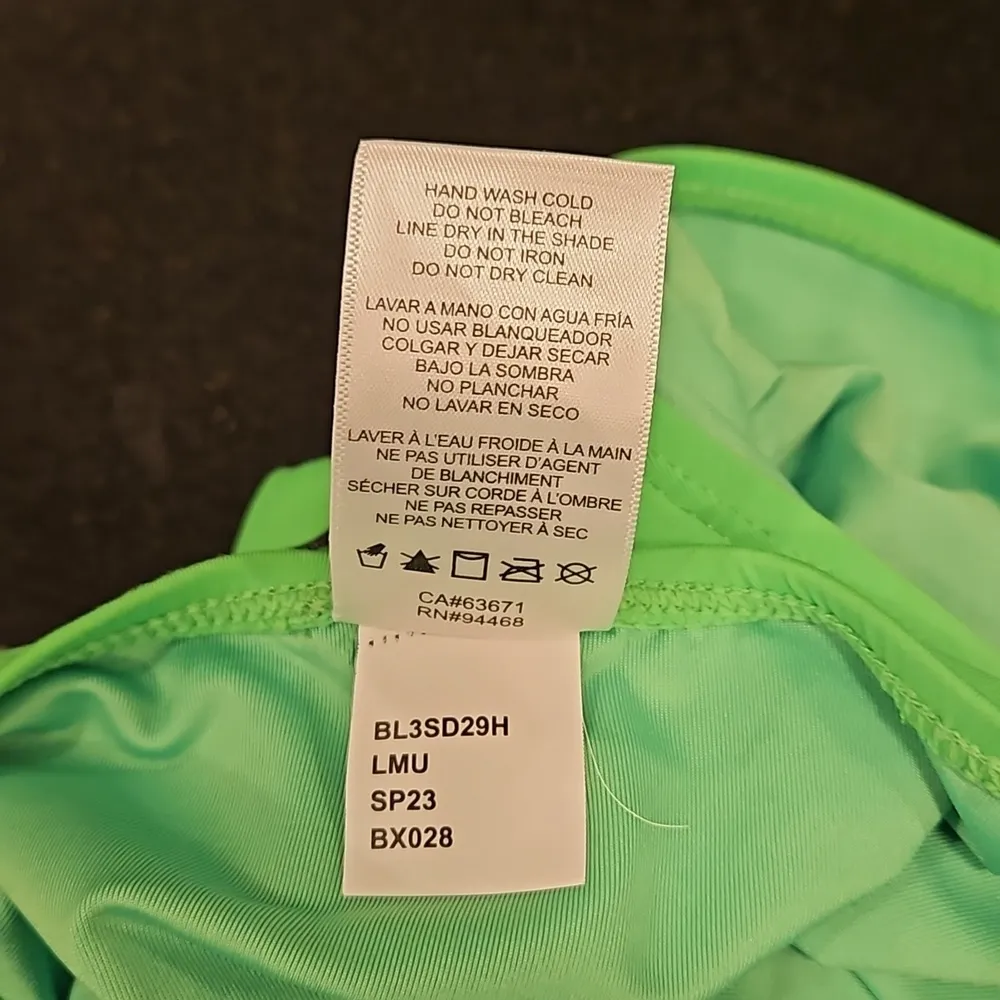 HAND WASH COLD
DO NOT BLEACH
LINE DRY IN THE SHADE
DO NOT IRON
DO NOT DRY CLEAN
LAVAR A MANO CON AGUA FRÍA
NO USAR BLANQUEADOR
COLGAR Y DEJAR SECAR
BAJO LA SOMBRA
NO PLANCHAR
NO LAVAR EN SECO
LAVER À L'EAU FROIDE À LA MAIN
NE PAS UTILISER D'AGENT
DE BLANCHIMENT
SÉCHER SUR CORDE À L'OMBRE
NE PAS REPASSER
NE PAS NETTOYER À SEC
CA#63671
RN#94468
BL3SD29H
LMU
SP23
BX028